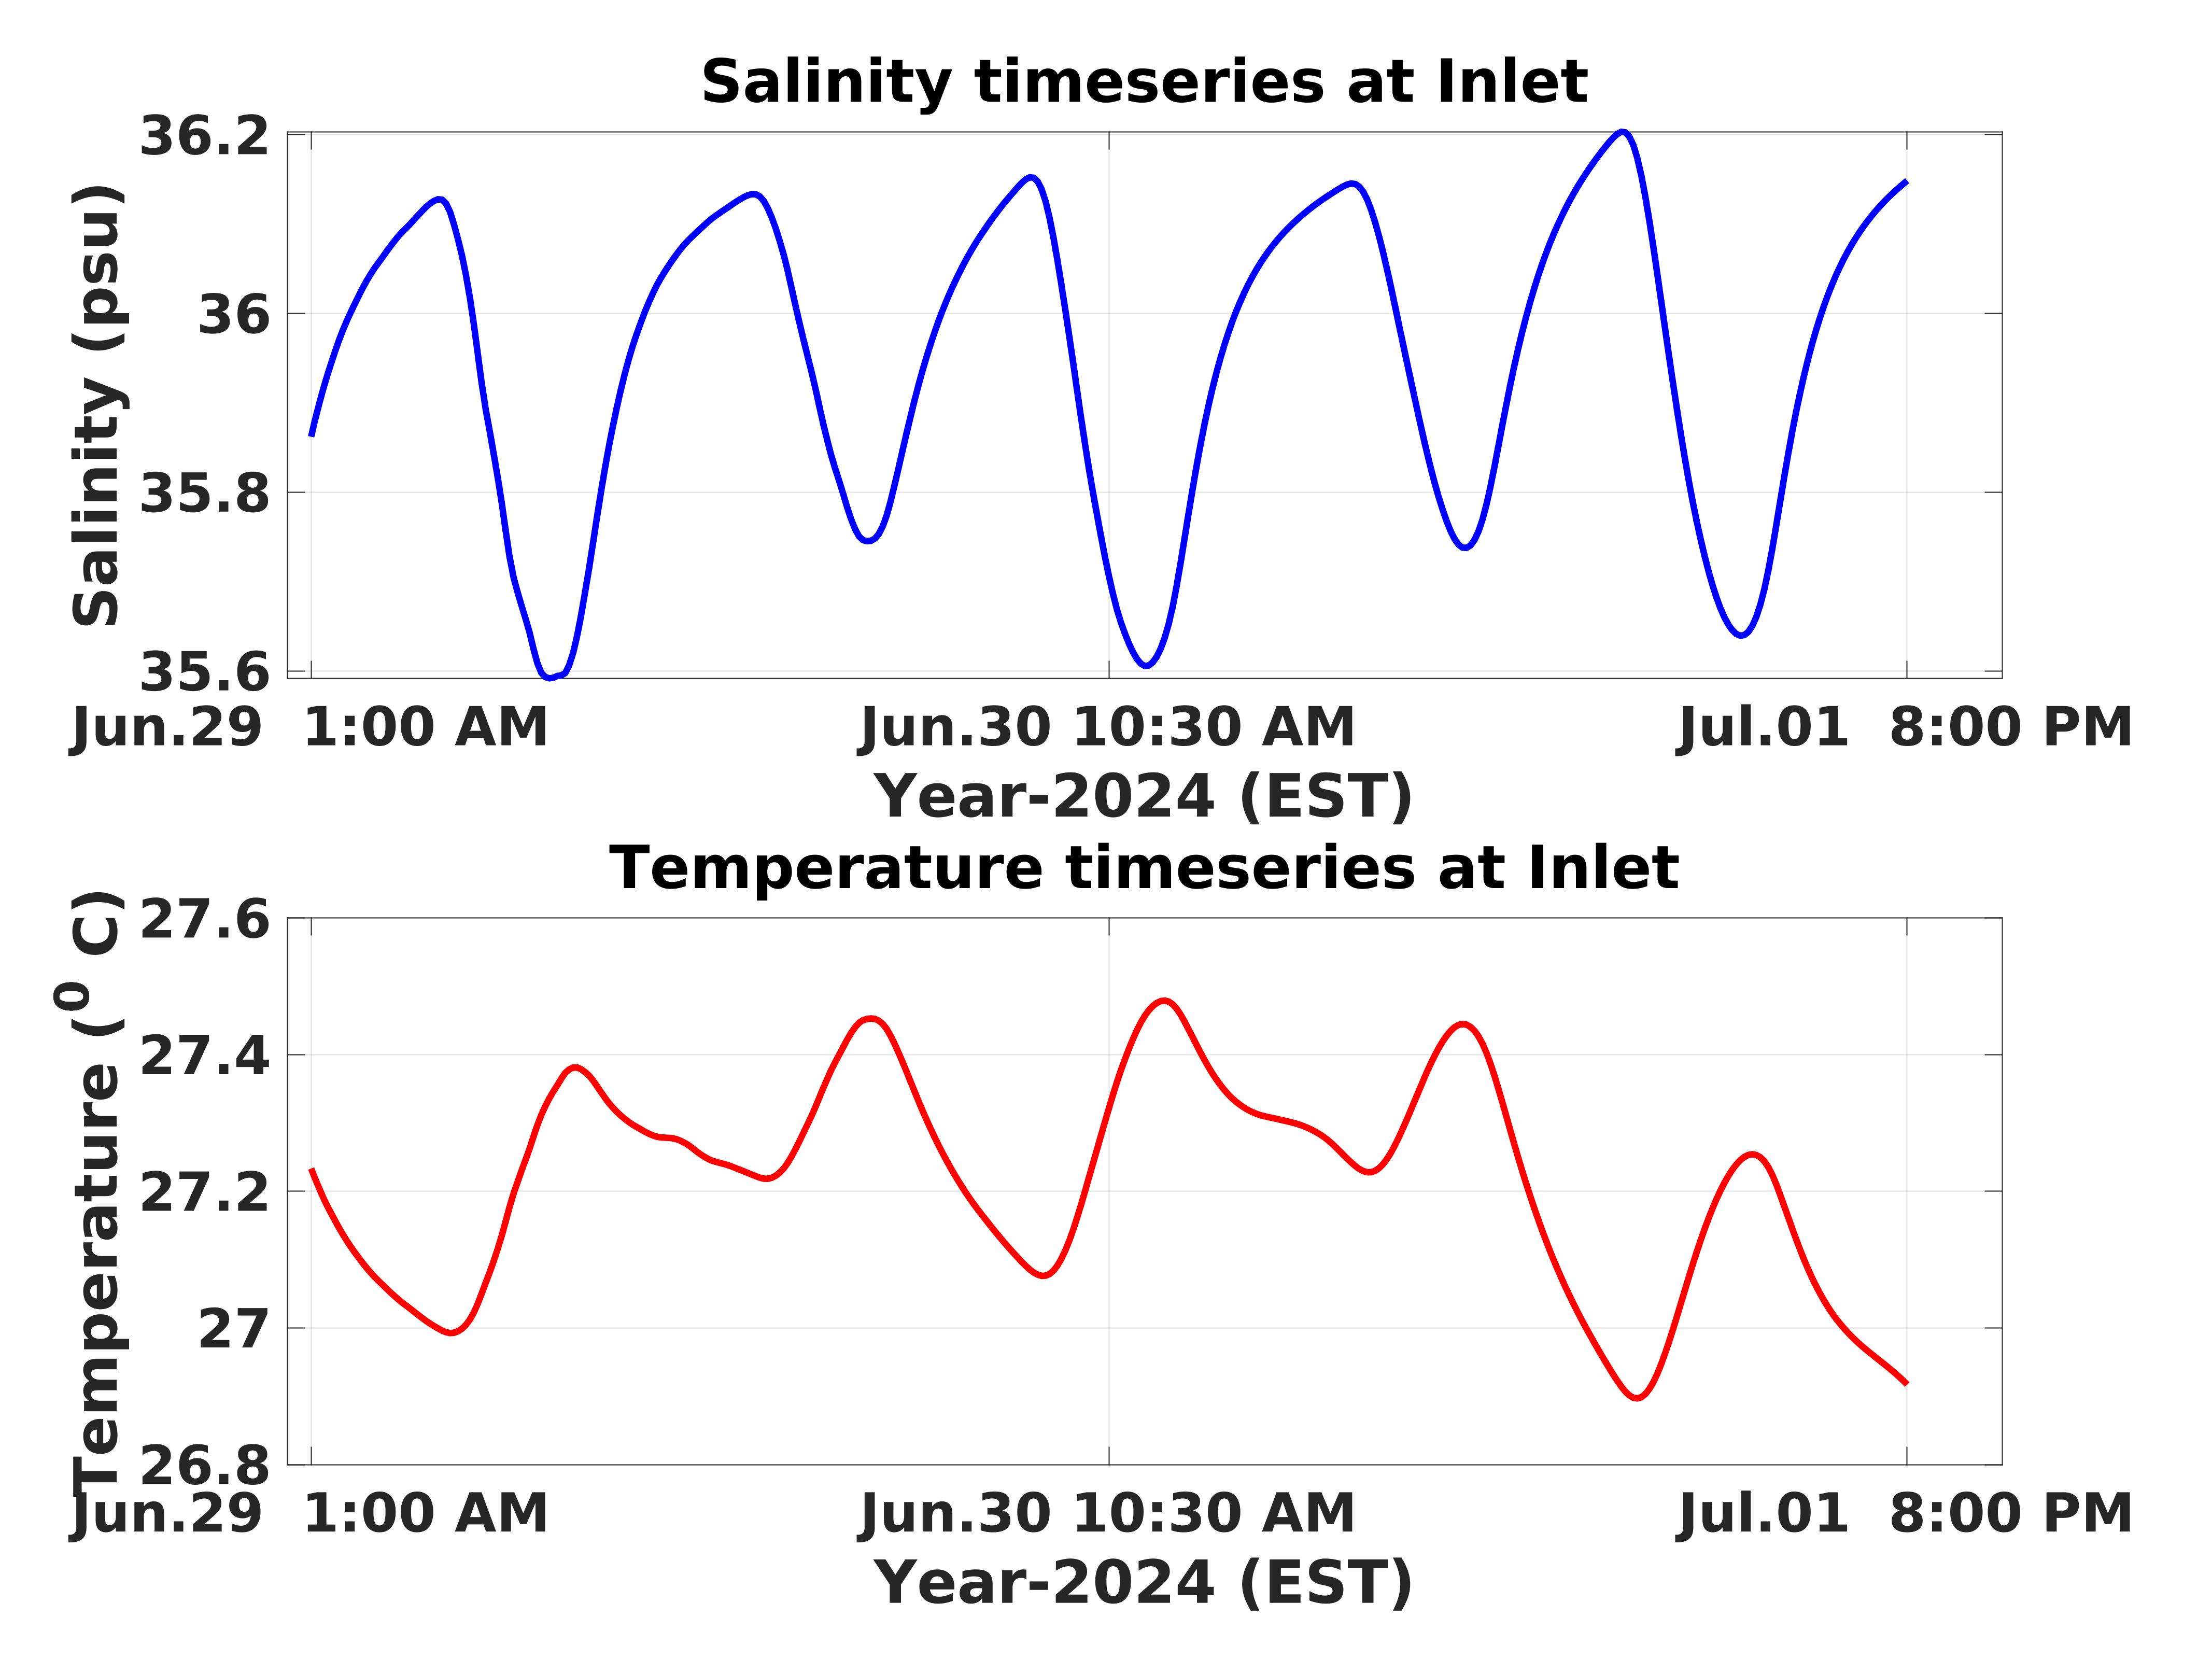 Salinity timeseries at Inlet
Salinity (psu)
36.2
36
35.8
35.6
Jun.29 1:00 AM
Jun.30 10:30 AM
Jul.01 8:00 PM
Year-2024 (EST)
Temperature timeseries at Inlet
Temperature (⁰ C)
27.6
27.4
27.2
27
26.8
Jun.29 1:00 AM
Jun.30 10:30 AM
Jul.01 8:00 PM
Year-2024 (EST)